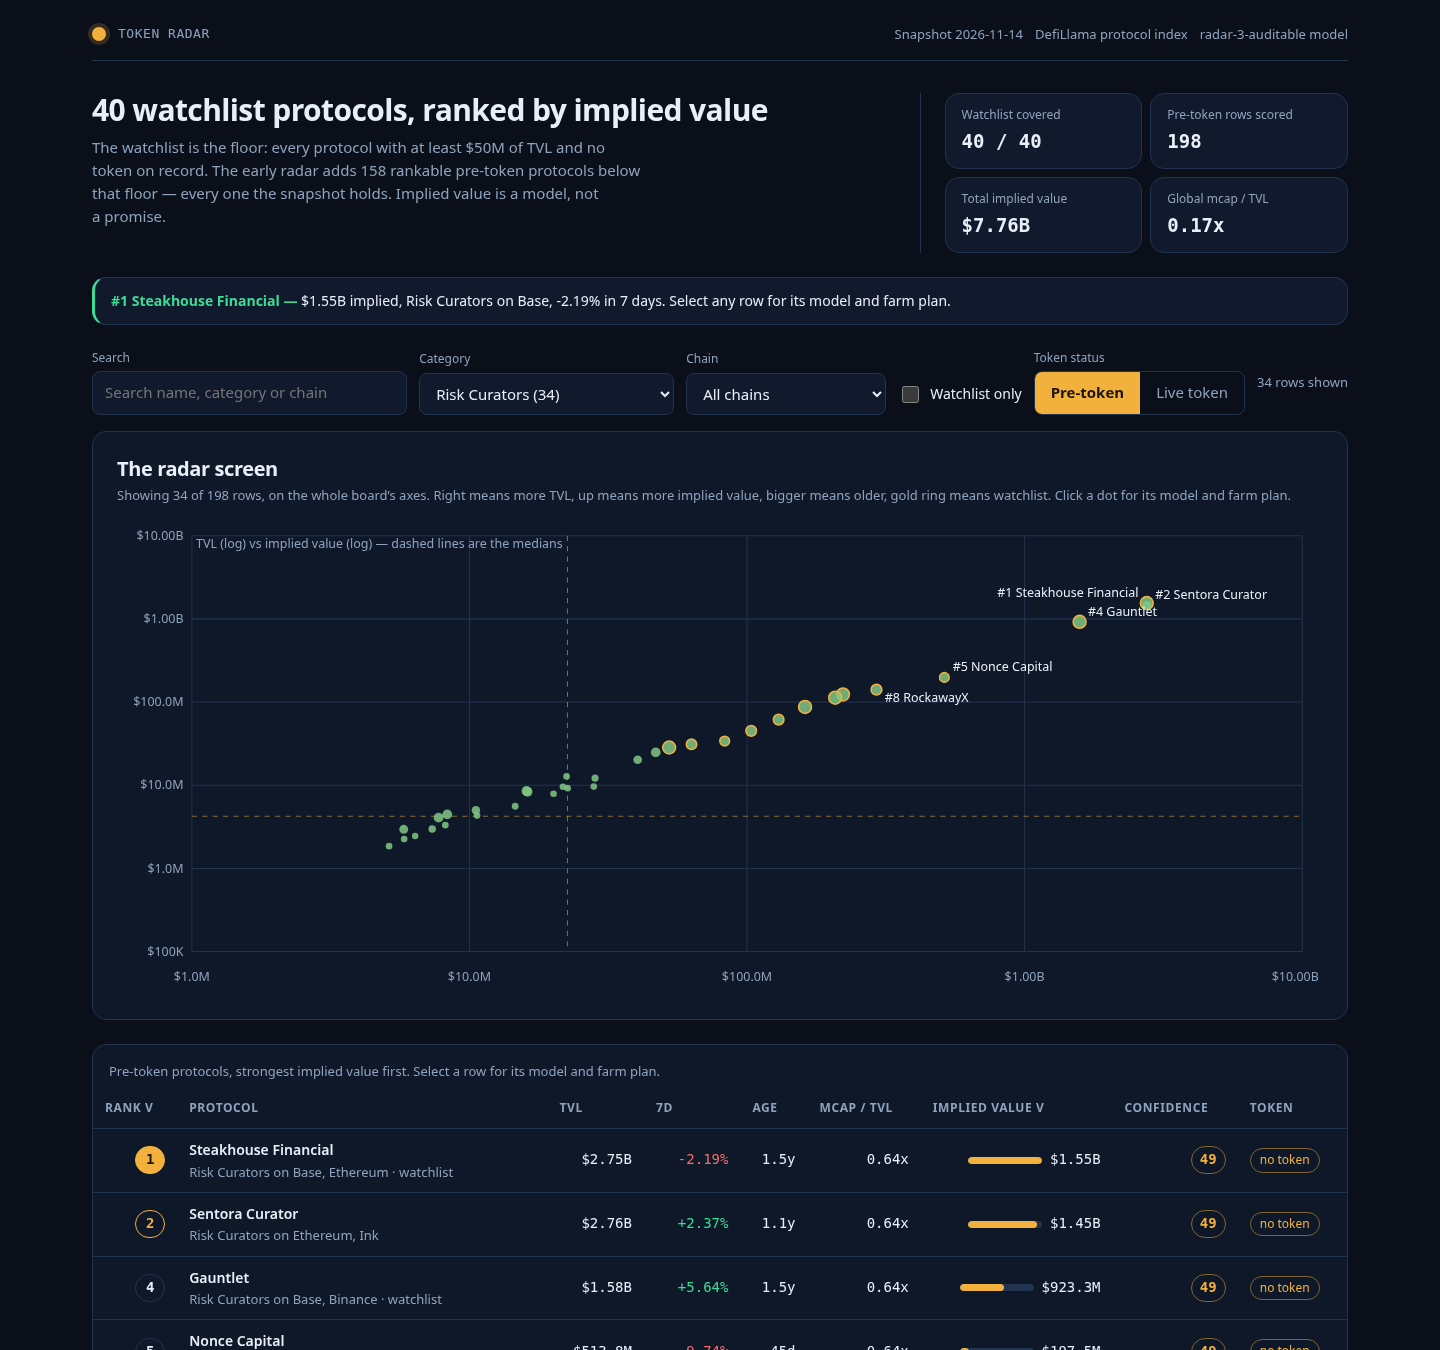 TOKEN RADAR
Snapshot 2026-11-14 DefiLlama protocol index radar-3-auditable model
40 watchlist protocols, ranked by implied value
The watchlist is the floor: every protocol with at least $50M of TVL and no
token on record. The early radar adds 158 rankable pre-token protocols below
that floor — every one the snapshot holds. Implied value is a model, not
a promise.
Watchlist covered
40 / 40
Pre-token rows scored
198
Total implied value
$7.76B
Global mcap / TVL
0.17x
#1 Steakhouse Financial — $1.55B implied, Risk Curators on Base, -2.19% in 7 days. Select any row for its model and farm plan.
Search
Search name, category or chain
Category
Risk Curators (34)
Chain
All chains
Watchlist only
Token status
Pre-token
Live token
34 rows shown
The radar screen
Showing 34 of 198 rows, on the whole board's axes. Right means more TVL, up means more implied value, bigger means older, gold ring means watchlist. Click a dot for its model and farm plan.
TVL (log) vs implied value (log) — dashed lines are the medians
$10.00B
$1.00B
$100.0M
$10.0M
$1.0M
$100K
#1 Steakhouse Financial
#2 Sentora Curator
#4 Gauntlet
#5 Nonce Capital
#8 RockawayX
$1.0M
$10.0M
$100.0M
$1.00B
$10.00B
Pre-token protocols, strongest implied value first. Select a row for its model and farm plan.
RANK V PROTOCOL TVL 7D AGE MCAP / TVL IMPLIED VALUE V CONFIDENCE TOKEN
1 Steakhouse Financial $2.75B -2.19% 1.5y 0.64x $1.55B 49 no token
Risk Curators on Base, Ethereum · watchlist
2 Sentora Curator $2.76B +2.37% 1.1y 0.64x $1.45B 49 no token
Risk Curators on Ethereum, Ink
4 Gauntlet $1.58B +5.64% 1.5y 0.64x $923.3M 49 no token
Risk Curators on Base, Binance · watchlist
Nonce Capital